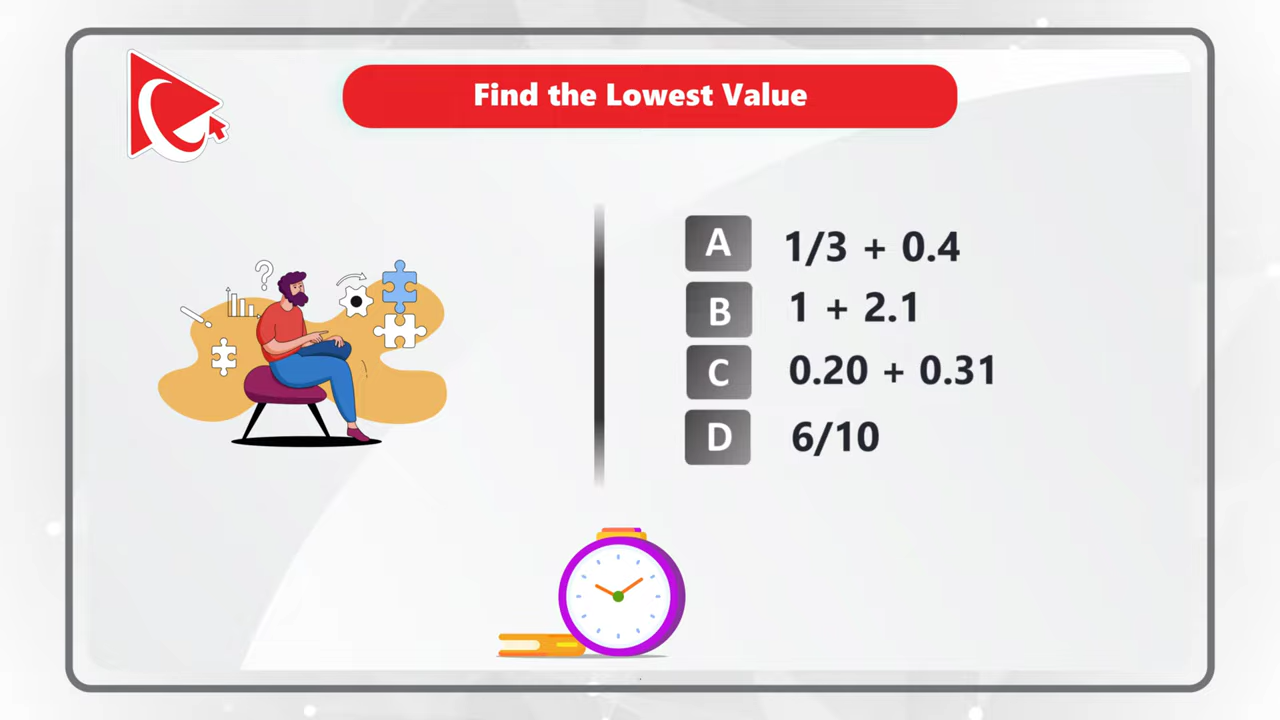 Find the Lowest Value
A 1/3 + 0.4
B 1 + 2.1
C 0.20 + 0.31
D 6/10